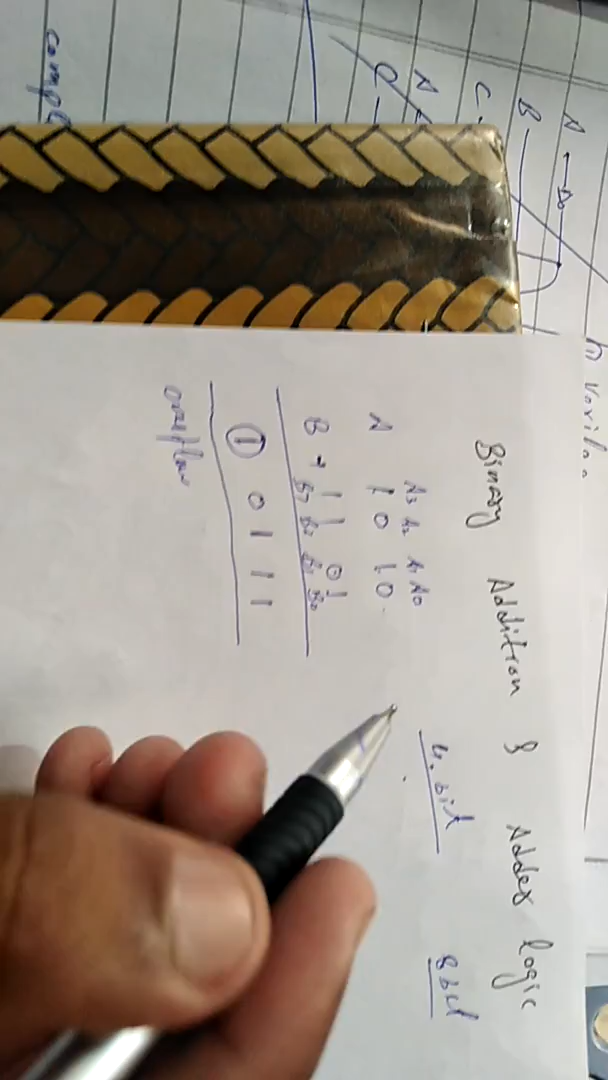 Binary Addition & Adder logic
4. bit 8 bit
A3 A2 A1 A0
A 1 0 1 0
B → 1 1 0 1
B3 B2 B1 B0
① 0 1 1 1
overflow
A
B
C
A
C
compl